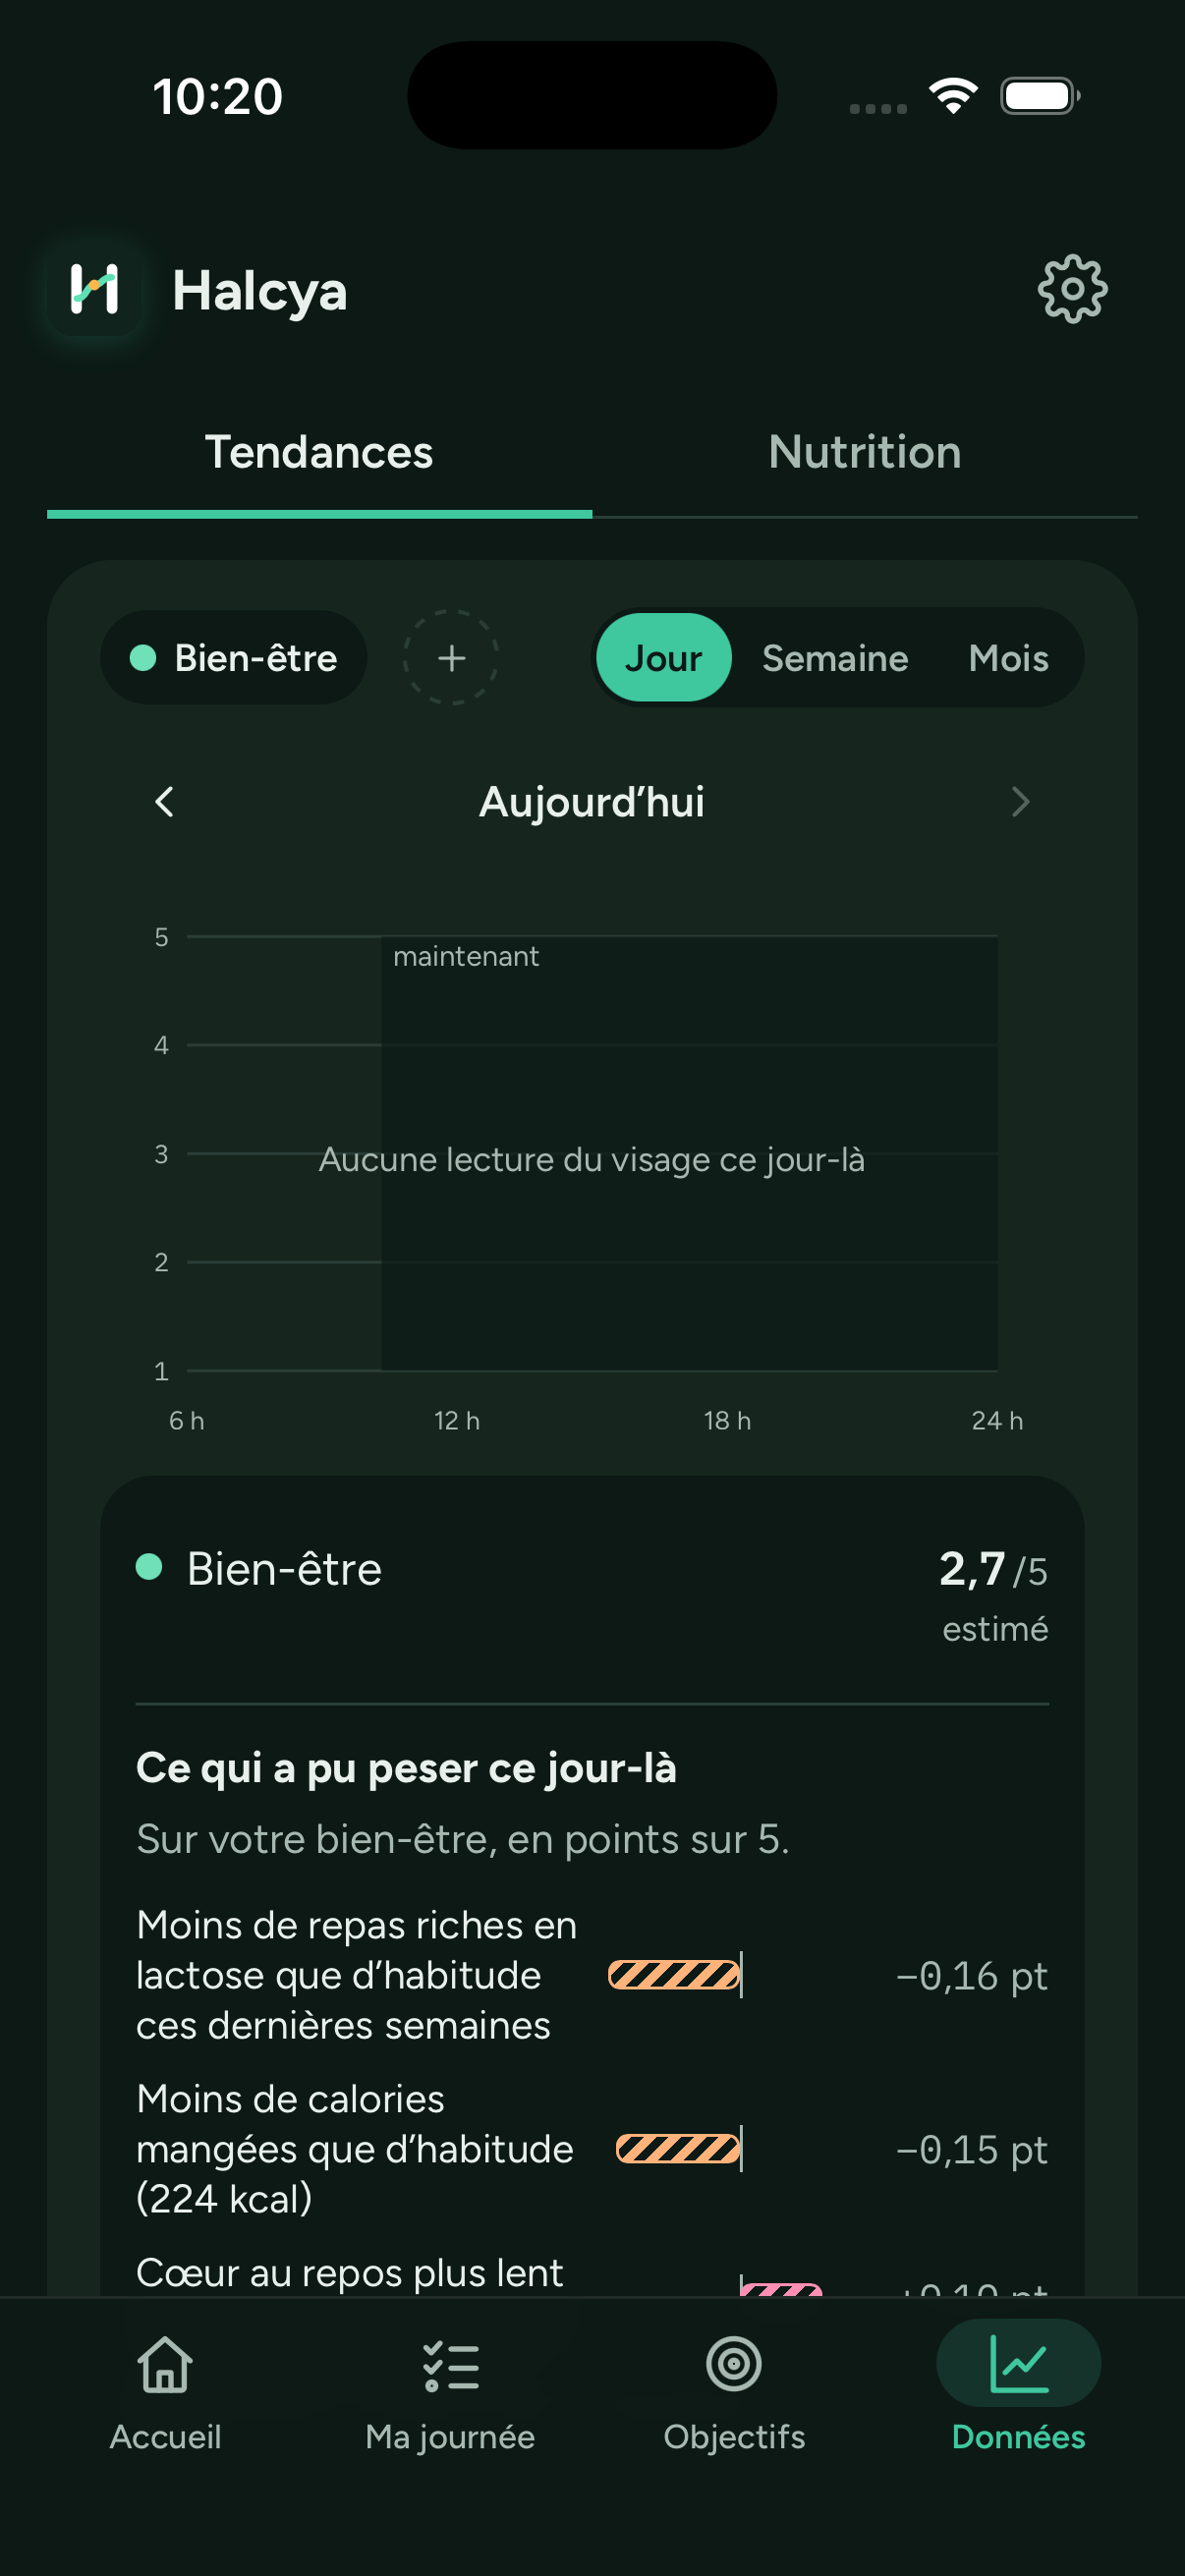 10:20
Halcya
Tendances
Nutrition
Bien-être
+
Jour
Semaine
Mois
Aujourd’hui
5
maintenant
4
3
Aucune lecture du visage ce jour-là
2
1
6 h
12 h
18 h
24 h
Bien-être
2,7 /5
estimé
Ce qui a pu peser ce jour-là
Sur votre bien-être, en points sur 5.
Moins de repas riches en
lactose que d’habitude
ces dernières semaines
−0,16 pt
Moins de calories
mangées que d’habitude
(224 kcal)
−0,15 pt
Cœur au repos plus lent
Accueil
Ma journée
Objectifs
Données